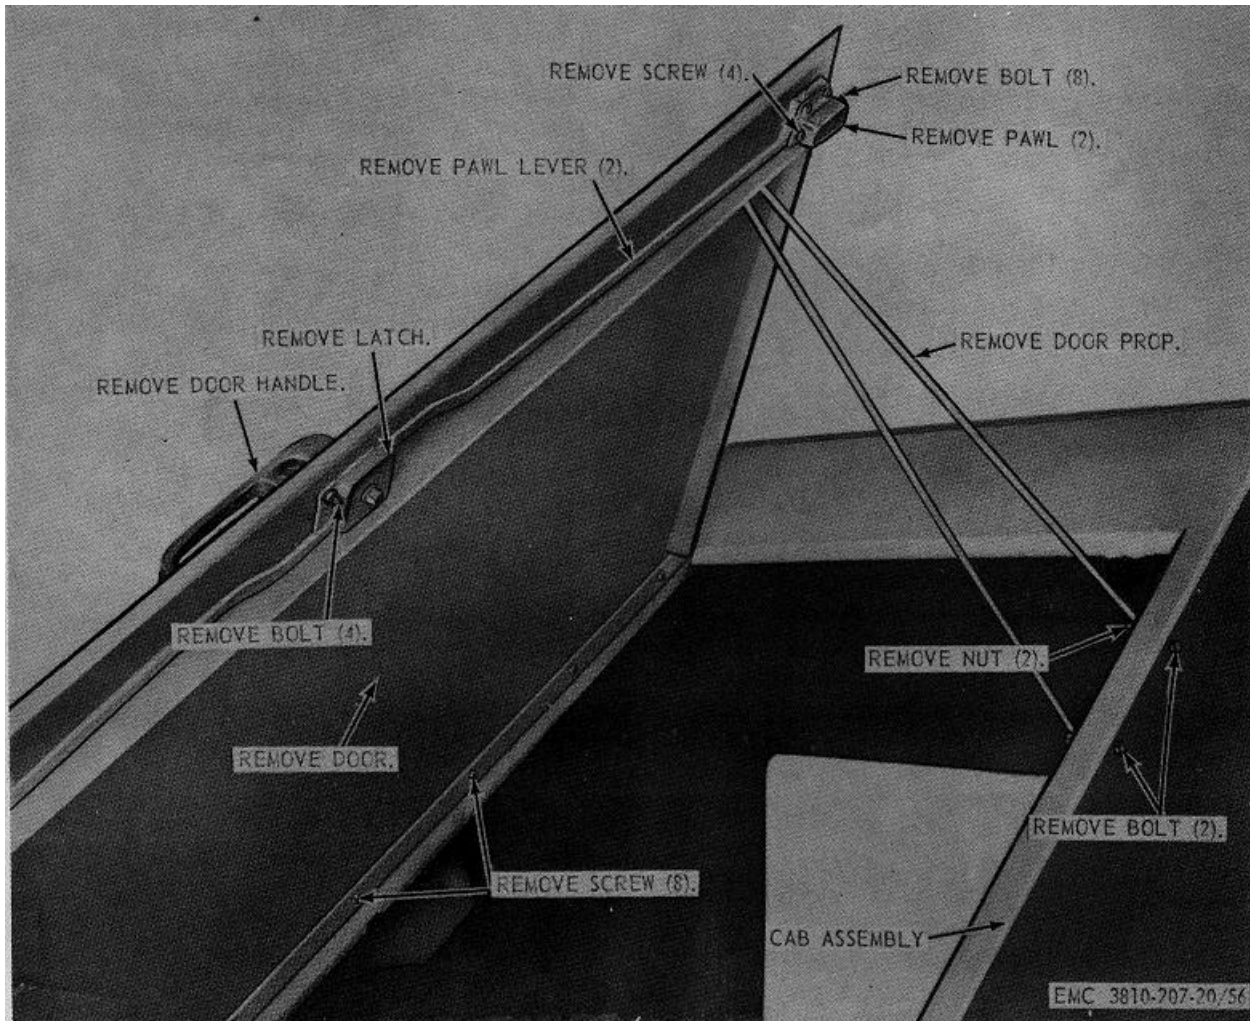 REMOVE SCREW (4).
REMOVE BOLT (8).
REMOVE PAWL (2).
REMOVE PAWL LEVER (2).
REMOVE LATCH.
REMOVE DOOR PROP.
REMOVE DOOR HANDLE.
REMOVE BOLT (4).
REMOVE NUT (2).
REMOVE DOOR.
REMOVE BOLT (2).
REMOVE SCREW (8).
CAB ASSEMBLY
EMC 3810-207-20/56